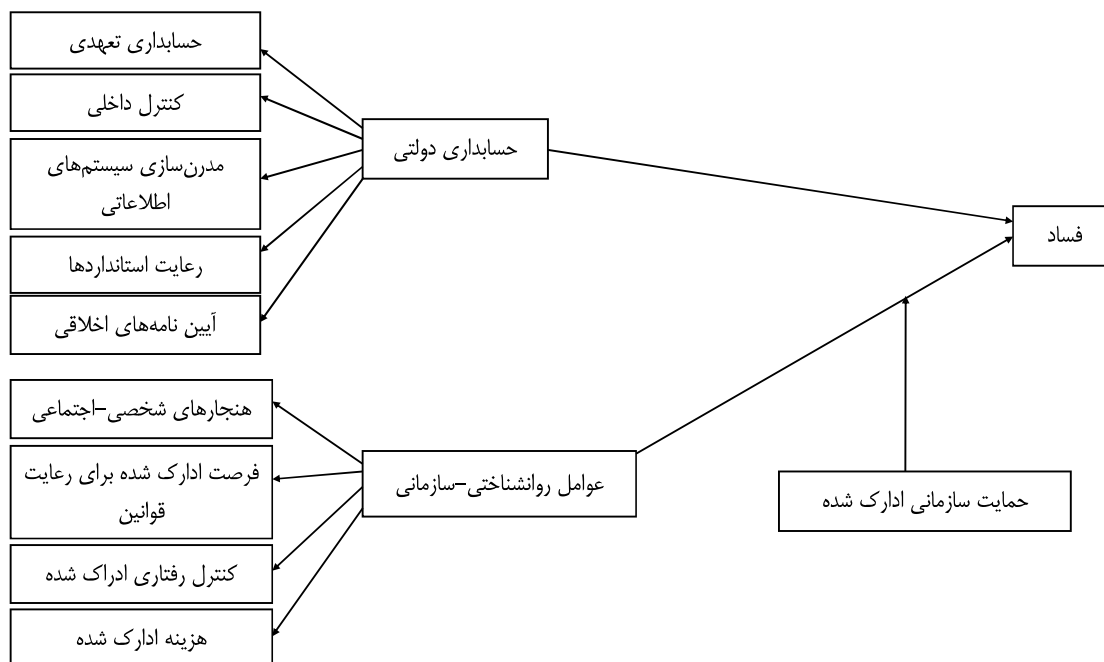 حسابداری تعهدی
کنترل داخلی
مدرن‌سازی سیستم‌های
اطلاعاتی
رعایت استانداردها
آیین نامه‌های اخلاقی
حسابداری دولتی
فساد
هنجارهای شخصی-اجتماعی
فرصت ادارک شده برای رعایت
قوانین
کنترل رفتاری ادراک شده
هزینه ادارک شده
عوامل روانشناختی-سازمانی
حمایت سازمانی ادارک شده